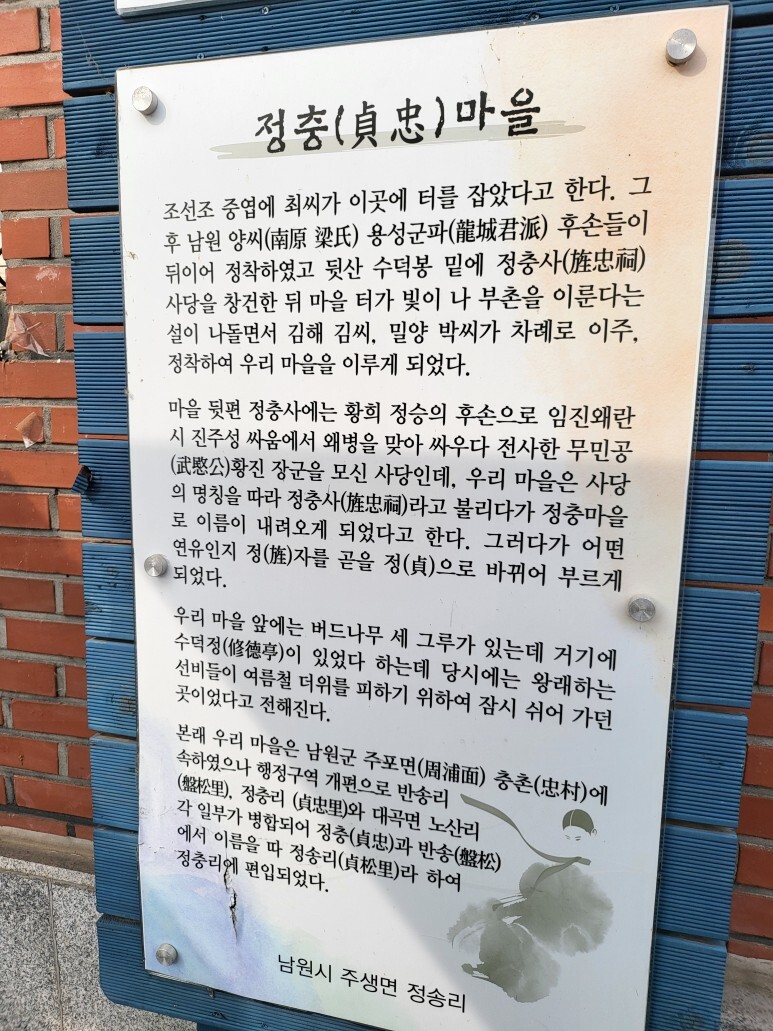 정충(貞忠)마을
조선조 중엽에 최씨가 이곳에 터를 잡았다고 한다. 그
후 남원 양씨(南原 梁氏) 용성군파(龍城君派) 후손들이
뒤이어 정착하였고 뒷산 수덕봉 밑에 정충사(旌忠祠)
사당을 창건한 뒤 마을 터가 빛이 나 부촌을 이룬다는
설이 나돌면서 김해 김씨, 밀양 박씨가 차례로 이주,
정착하여 우리 마을을 이루게 되었다.
마을 뒷편 정충사에는 황희 정승의 후손으로 임진왜란
시 진주성 싸움에서 왜병을 맞아 싸우다 전사한 무민공
(武愍公)황진 장군을 모신 사당인데, 우리 마을은 사당
의 명칭을 따라 정충사(旌忠祠)라고 불리다가 정충마을
로 이름이 내려오게 되었다고 한다. 그러다가 어떤
연유인지 정(旌)자를 곧을 정(貞)으로 바뀌어 부르게
되었다.
우리 마을 앞에는 버드나무 세 그루가 있는데 거기에
수덕정(修德亭)이 있었다 하는데 당시에는 왕래하는
선비들이 여름철 더위를 피하기 위하여 잠시 쉬어 가던
곳이었다고 전해진다.
본래 우리 마을은 남원군 주포면(周浦面) 충촌(忠村)에
속하였으나 행정구역 개편으로 반송리
(盤松里), 정충리 (貞忠里)와 대곡면 노산리
각 일부가 병합되어 정충(貞忠)과 반송(盤松)
에서 이름을 따 정송리(貞松里)라 하여
정충리에 편입되었다.
남원시 주생면 정송리